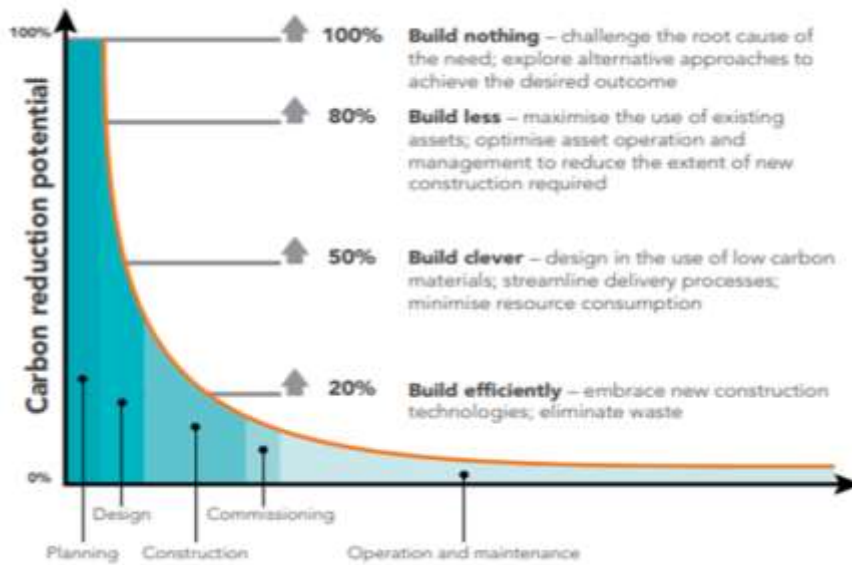 Carbon reduction potential
100%
0%
100%
Build nothing – challenge the root cause of
the need; explore alternative approaches to
achieve the desired outcome
80%
Build less – maximise the use of existing
assets; optimise asset operation and
management to reduce the extent of new
construction required
50%
Build clever – design in the use of low carbon
materials; streamline delivery processes;
minimise resource consumption
20%
Build efficiently – embrace new construction
technologies; eliminate waste
Design
Commissioning
Planning
Construction
Operation and maintenance